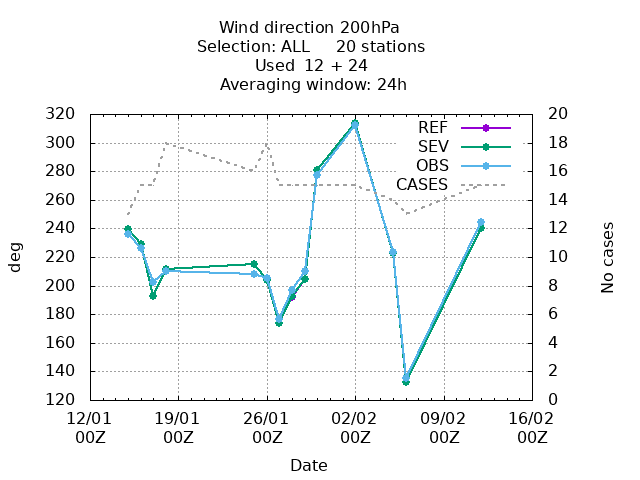 Wind direction 200hPa
Selection: ALL     20 stations
Used  12 + 24
Averaging window: 24h
320
300
280
260
240
220
200
180
160
140
120
deg
20
18
16
14
12
10
8
6
4
2
0
No cases
REF
SEV
OBS
CASES
12/01 19/01 26/01 02/02 09/02 16/02
00Z 00Z 00Z 00Z 00Z 00Z
Date